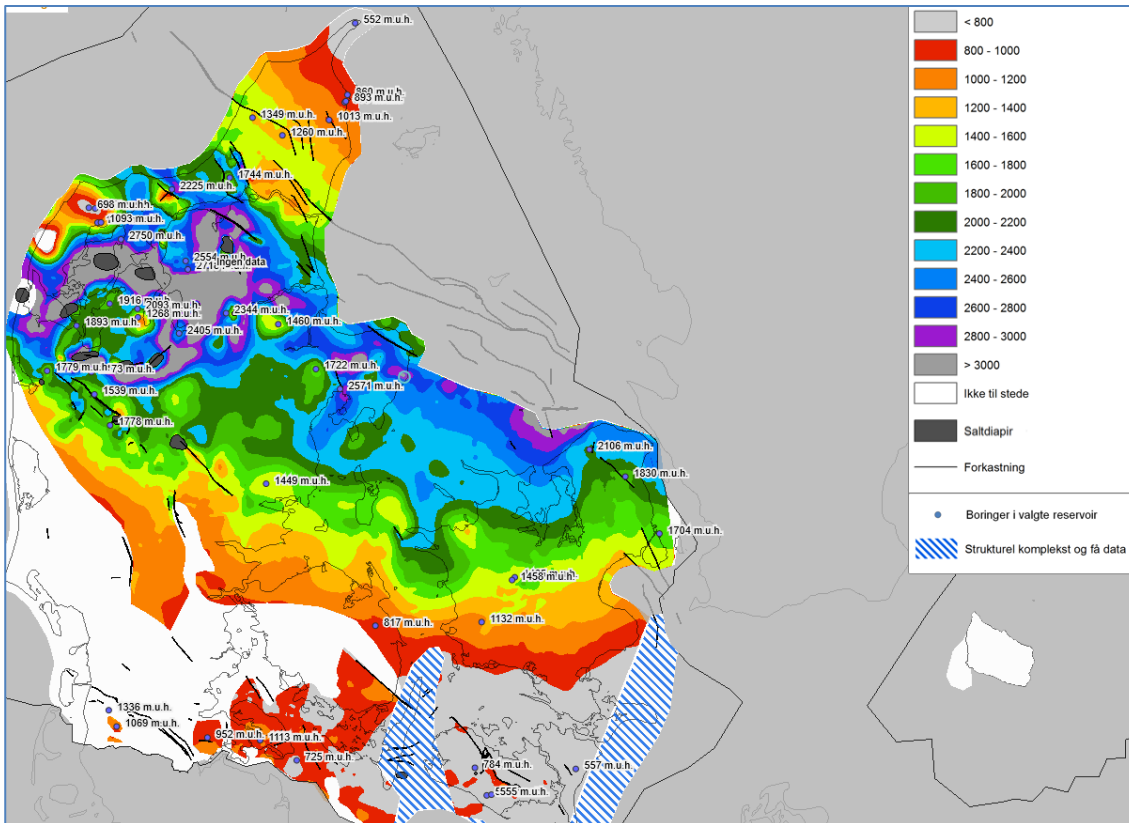 552 m.u.h.
893 m.u.h.
1349 m.u.h.
1013 m.u.h.
1260 m.u.h.
1744 m.u.h.
2225 m.u.h.
698 m.u.h.
1093 m.u.h.
2750 m.u.h.
2554 m.u.h.
Ingen data
1916 m.u.h.
2093 m.u.h.
1268 m.u.h.
2344 m.u.h.
1893 m.u.h.
2405 m.u.h.
1460 m.u.h.
1779 m.u.h.
1722 m.u.h.
1539 m.u.h.
2571 m.u.h.
1778 m.u.h.
2106 m.u.h.
1830 m.u.h.
1449 m.u.h.
1704 m.u.h.
1458 m.u.h.
817 m.u.h.
1132 m.u.h.
1336 m.u.h.
1069 m.u.h.
952 m.u.h.
1113 m.u.h.
725 m.u.h.
784 m.u.h.
557 m.u.h.
555 m.u.h.
< 800
800 - 1000
1000 - 1200
1200 - 1400
1400 - 1600
1600 - 1800
1800 - 2000
2000 - 2200
2200 - 2400
2400 - 2600
2600 - 2800
2800 - 3000
> 3000
Ikke til stede
Saltdiapir
Forkastning
Boringer i valgte reservoir
Strukturel komplekst og få data